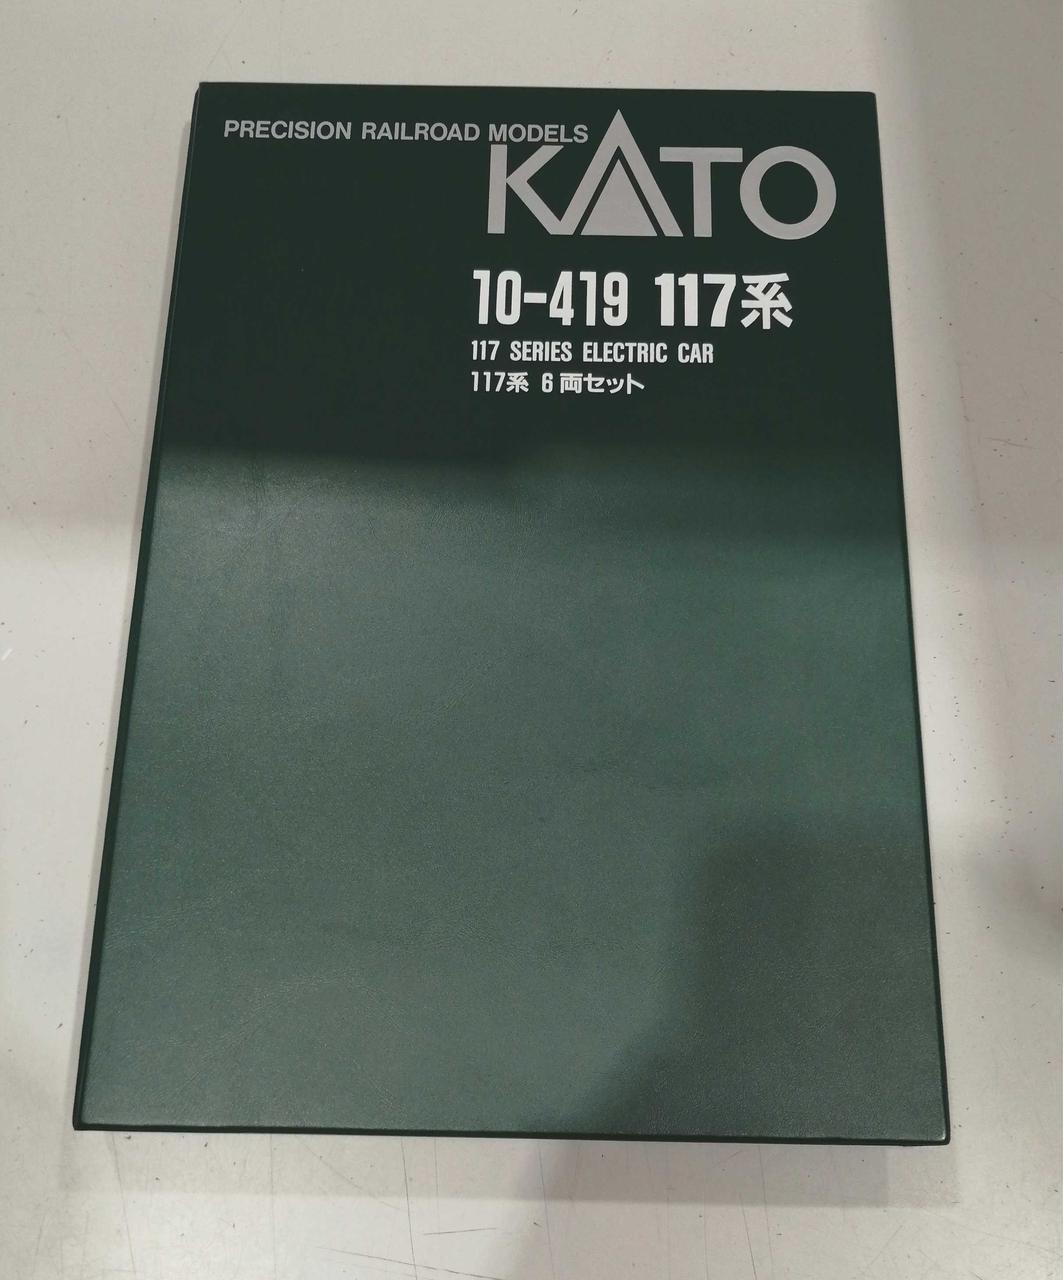 PRECISION RAILROAD MODELS
KATO
10-419 117系
117 SERIES ELECTRIC CAR
117系 6両セット